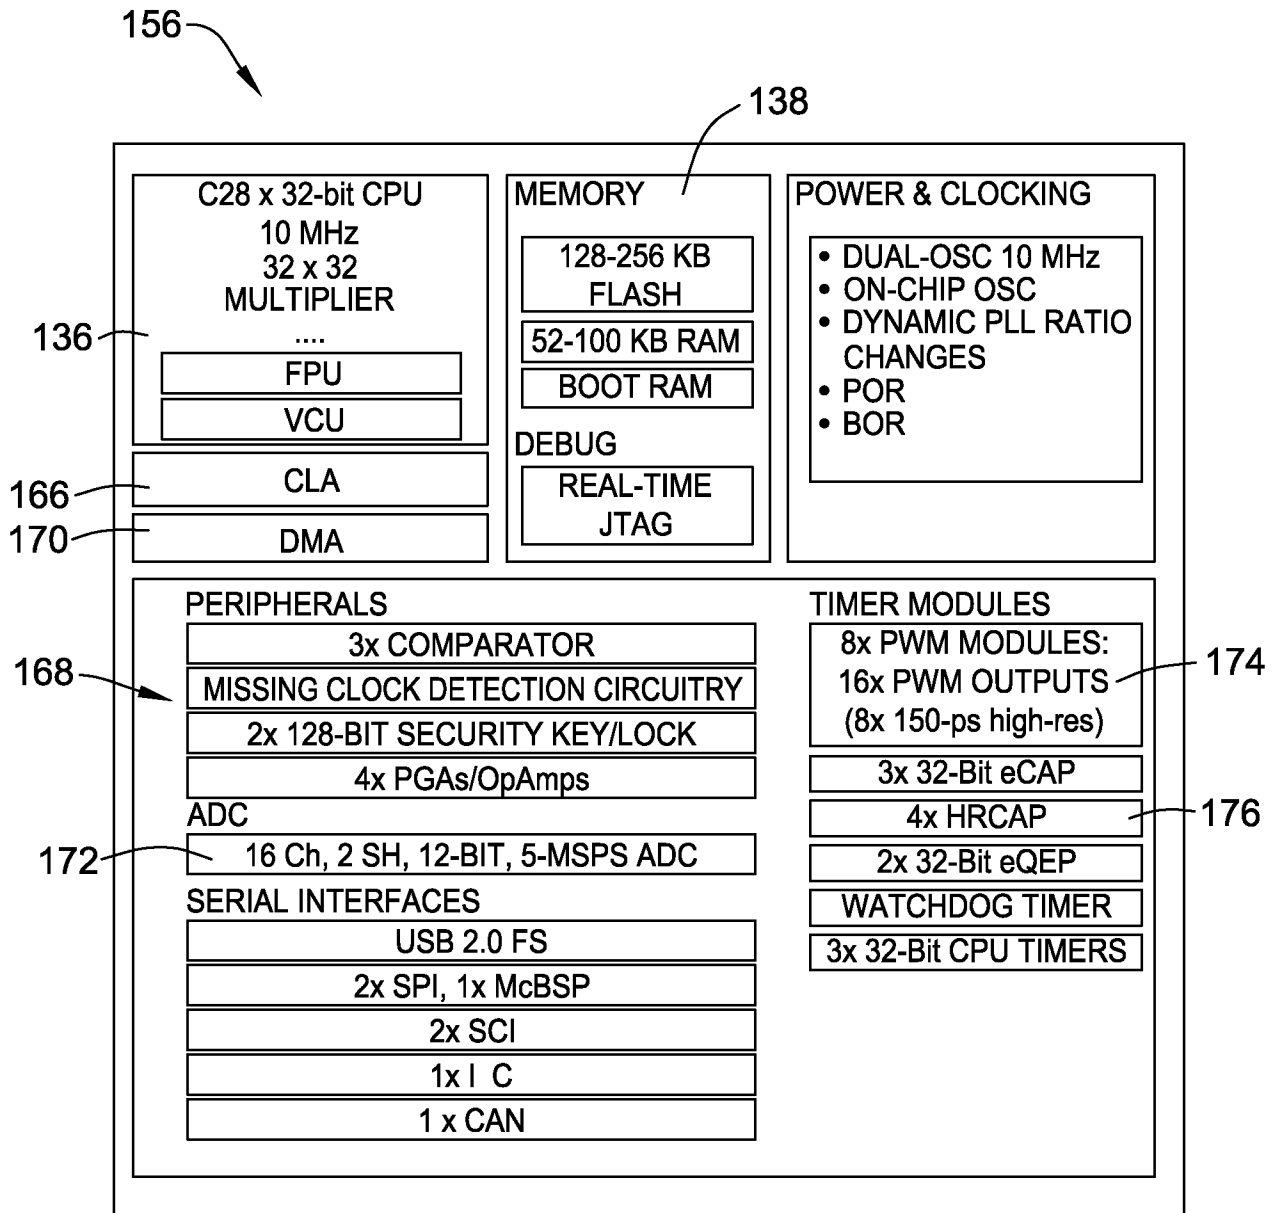 156
138
C28 x 32-bit CPU
10 MHz
32 x 32
MULTIPLIER
....
136
FPU
VCU
166
CLA
170
DMA
MEMORY
128-256 KB
FLASH
52-100 KB RAM
BOOT RAM
DEBUG
REAL-TIME
JTAG
POWER & CLOCKING
• DUAL-OSC 10 MHz
• ON-CHIP OSC
• DYNAMIC PLL RATIO
CHANGES
• POR
• BOR
PERIPHERALS
3x COMPARATOR
168
MISSING CLOCK DETECTION CIRCUITRY
2x 128-BIT SECURITY KEY/LOCK
4x PGAs/OpAmps
ADC
172
16 Ch, 2 SH, 12-BIT, 5-MSPS ADC
SERIAL INTERFACES
USB 2.0 FS
2x SPI, 1x McBSP
2x SCI
1x I C
1 x CAN
TIMER MODULES
8x PWM MODULES:
16x PWM OUTPUTS
(8x 150-ps high-res)
174
3x 32-Bit eCAP
4x HRCAP
176
2x 32-Bit eQEP
WATCHDOG TIMER
3x 32-Bit CPU TIMERS